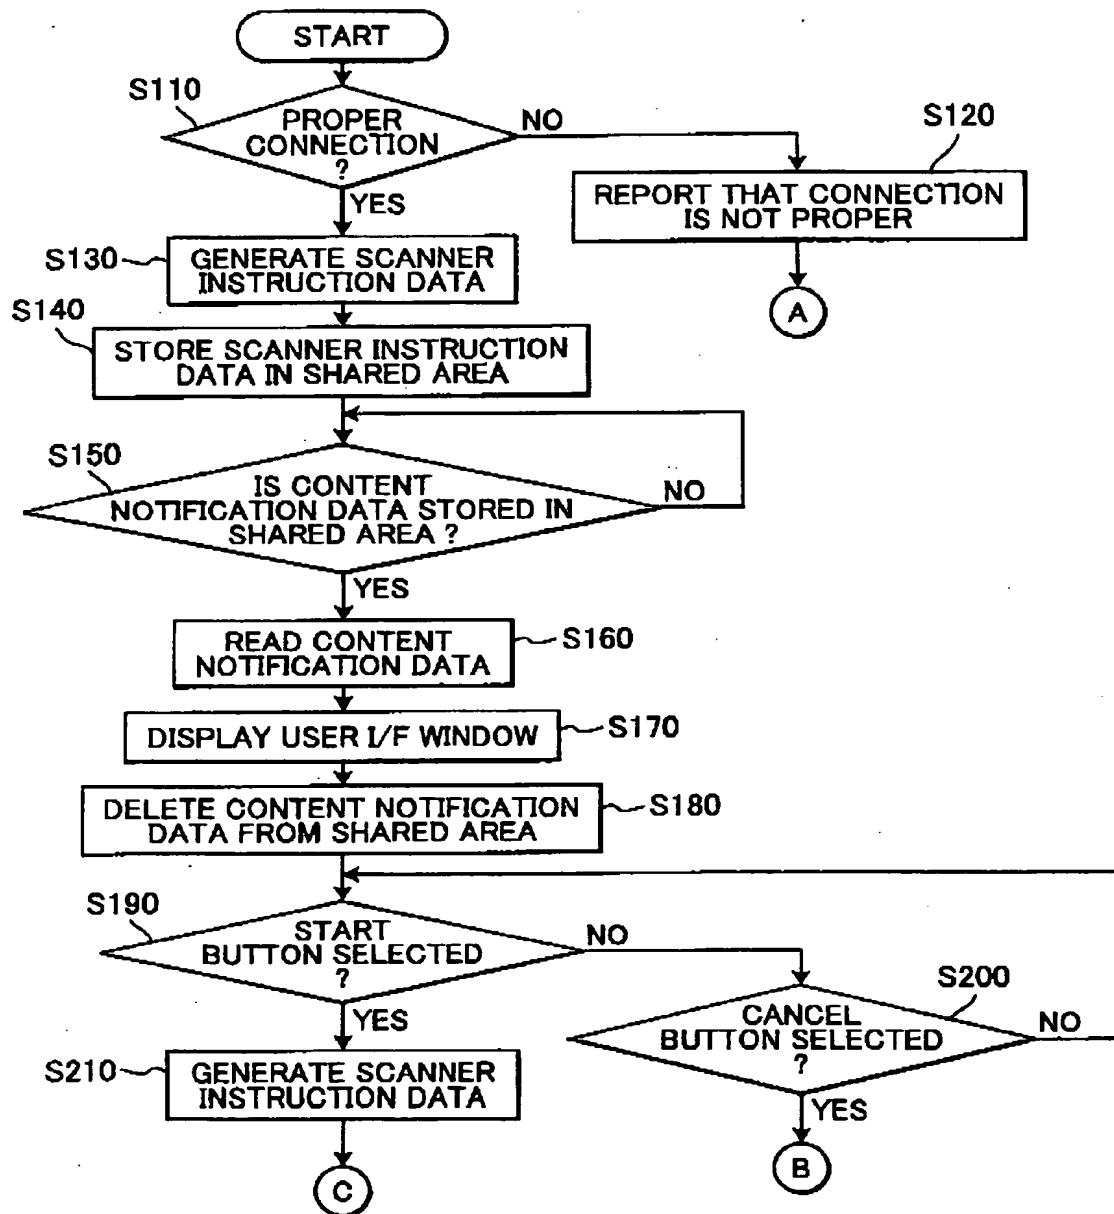 START
S110
PROPER
CONNECTION
?
NO
S120
REPORT THAT CONNECTION
IS NOT PROPER
A
YES
S130
GENERATE SCANNER
INSTRUCTION DATA
S140
STORE SCANNER INSTRUCTION
DATA IN SHARED AREA
S150
IS CONTENT
NOTIFICATION DATA STORED IN
SHARED AREA ?
NO
YES
READ CONTENT
NOTIFICATION DATA
S160
DISPLAY USER I/F WINDOW
S170
DELETE CONTENT NOTIFICATION
DATA FROM SHARED AREA
S180
S190
START
BUTTON SELECTED
?
NO
S200
CANCEL
BUTTON SELECTED
?
NO
YES
B
YES
S210
GENERATE SCANNER
INSTRUCTION DATA
C